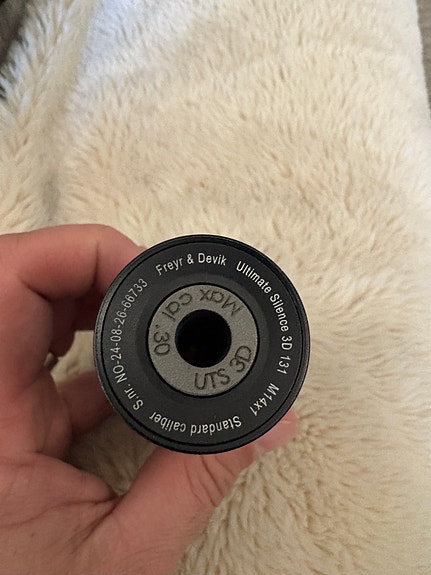 Freyr & Devik Ultimate Silence 3D 131 M14x1 Standard caliber S.nr. NO-24-08-26-66733
Max cal .30
UTS 3D